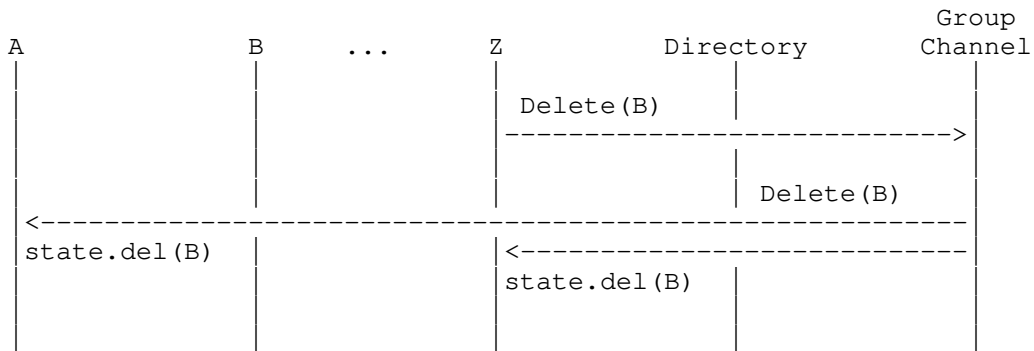 Group
A B ... Z Directory Channel
Delete(B)
Delete(B)
state.del(B)
state.del(B)